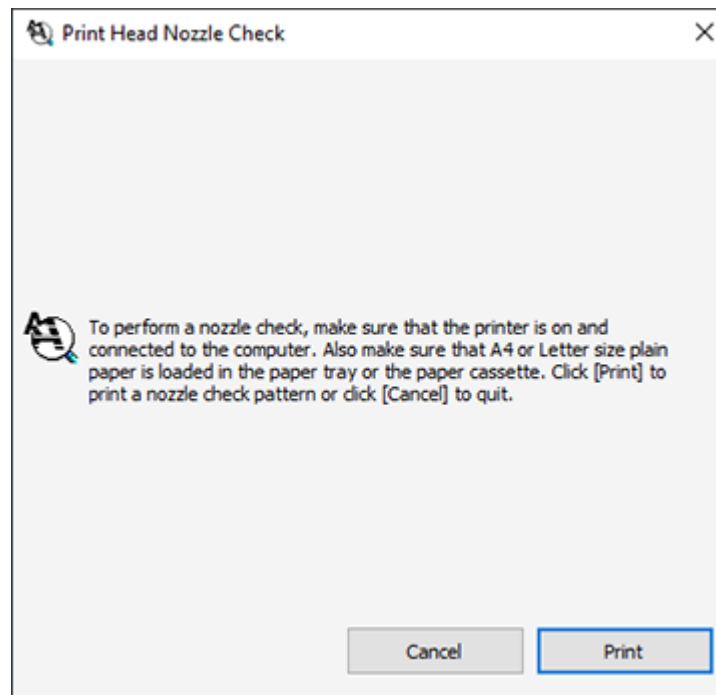 Print Head Nozzle Check
To perform a nozzle check, make sure that the printer is on and
connected to the computer. Also make sure that A4 or Letter size plain
paper is loaded in the paper tray or the paper cassette. Click [Print] to
print a nozzle check pattern or click [Cancel] to quit.
Cancel
Print